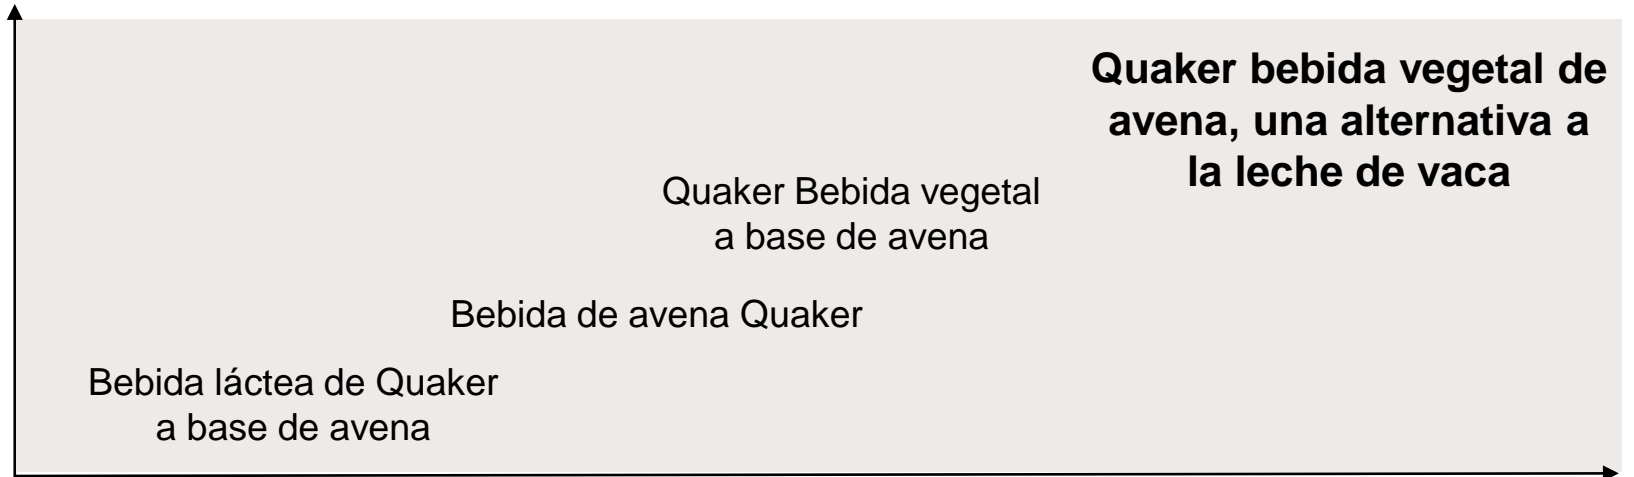 Quaker bebida vegetal de
avena, una alternativa a
la leche de vaca
Quaker Bebida vegetal
a base de avena
Bebida de avena Quaker
Bebida láctea de Quaker
a base de avena